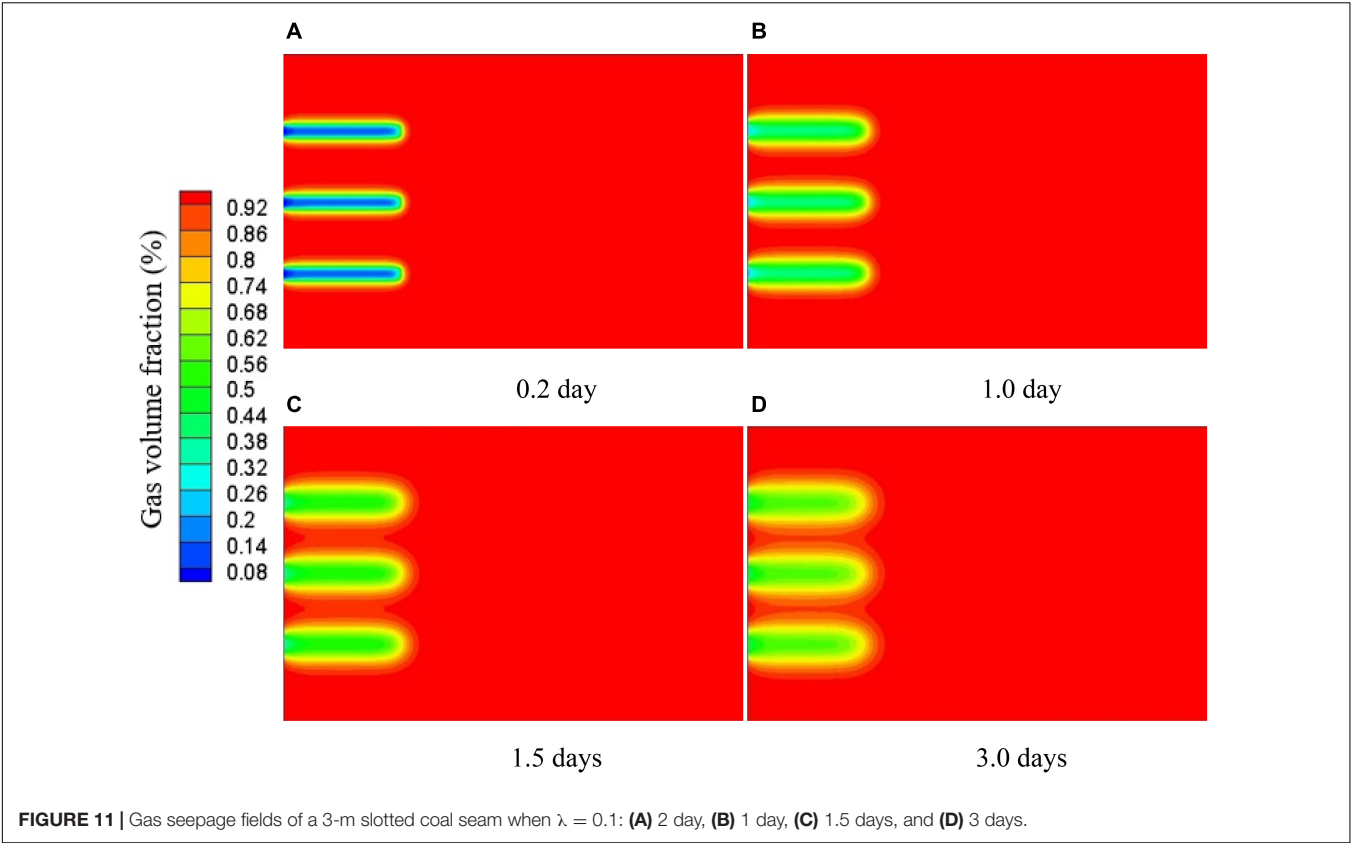 A
B
Gas volume fraction (%)
0.92
0.86
0.8
0.74
0.68
0.62
0.56
0.5
0.44
0.38
0.32
0.26
0.2
0.14
0.08
0.2 day
1.0 day
C
D
1.5 days
3.0 days
FIGURE 11 | Gas seepage fields of a 3-m slotted coal seam when λ = 0.1: (A) 2 day, (B) 1 day, (C) 1.5 days, and (D) 3 days.